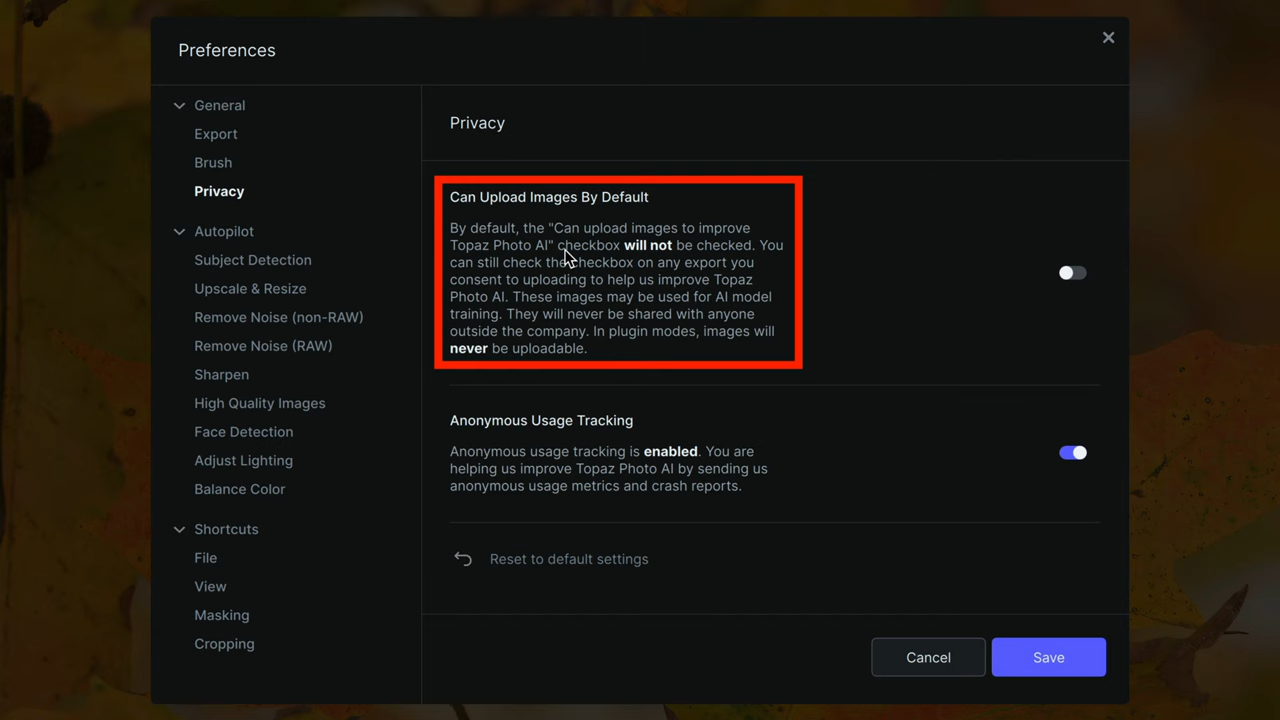 Preferences
General
Export
Brush
Privacy
Autopilot
Subject Detection
Upscale & Resize
Remove Noise (non-RAW)
Remove Noise (RAW)
Sharpen
High Quality Images
Face Detection
Adjust Lighting
Balance Color
Shortcuts
File
View
Masking
Cropping
Privacy
Can Upload Images By Default
By default, the "Can upload images to improve
Topaz Photo AI" checkbox will not be checked. You
can still check the checkbox on any export you
consent to uploading to help us improve Topaz
Photo AI. These images may be used for AI model
training. They will never be shared with anyone
outside the company. In plugin modes, images will
never be uploadable.
Anonymous Usage Tracking
Anonymous usage tracking is enabled. You are
helping us improve Topaz Photo AI by sending us
anonymous usage metrics and crash reports.
Reset to default settings
Cancel
Save